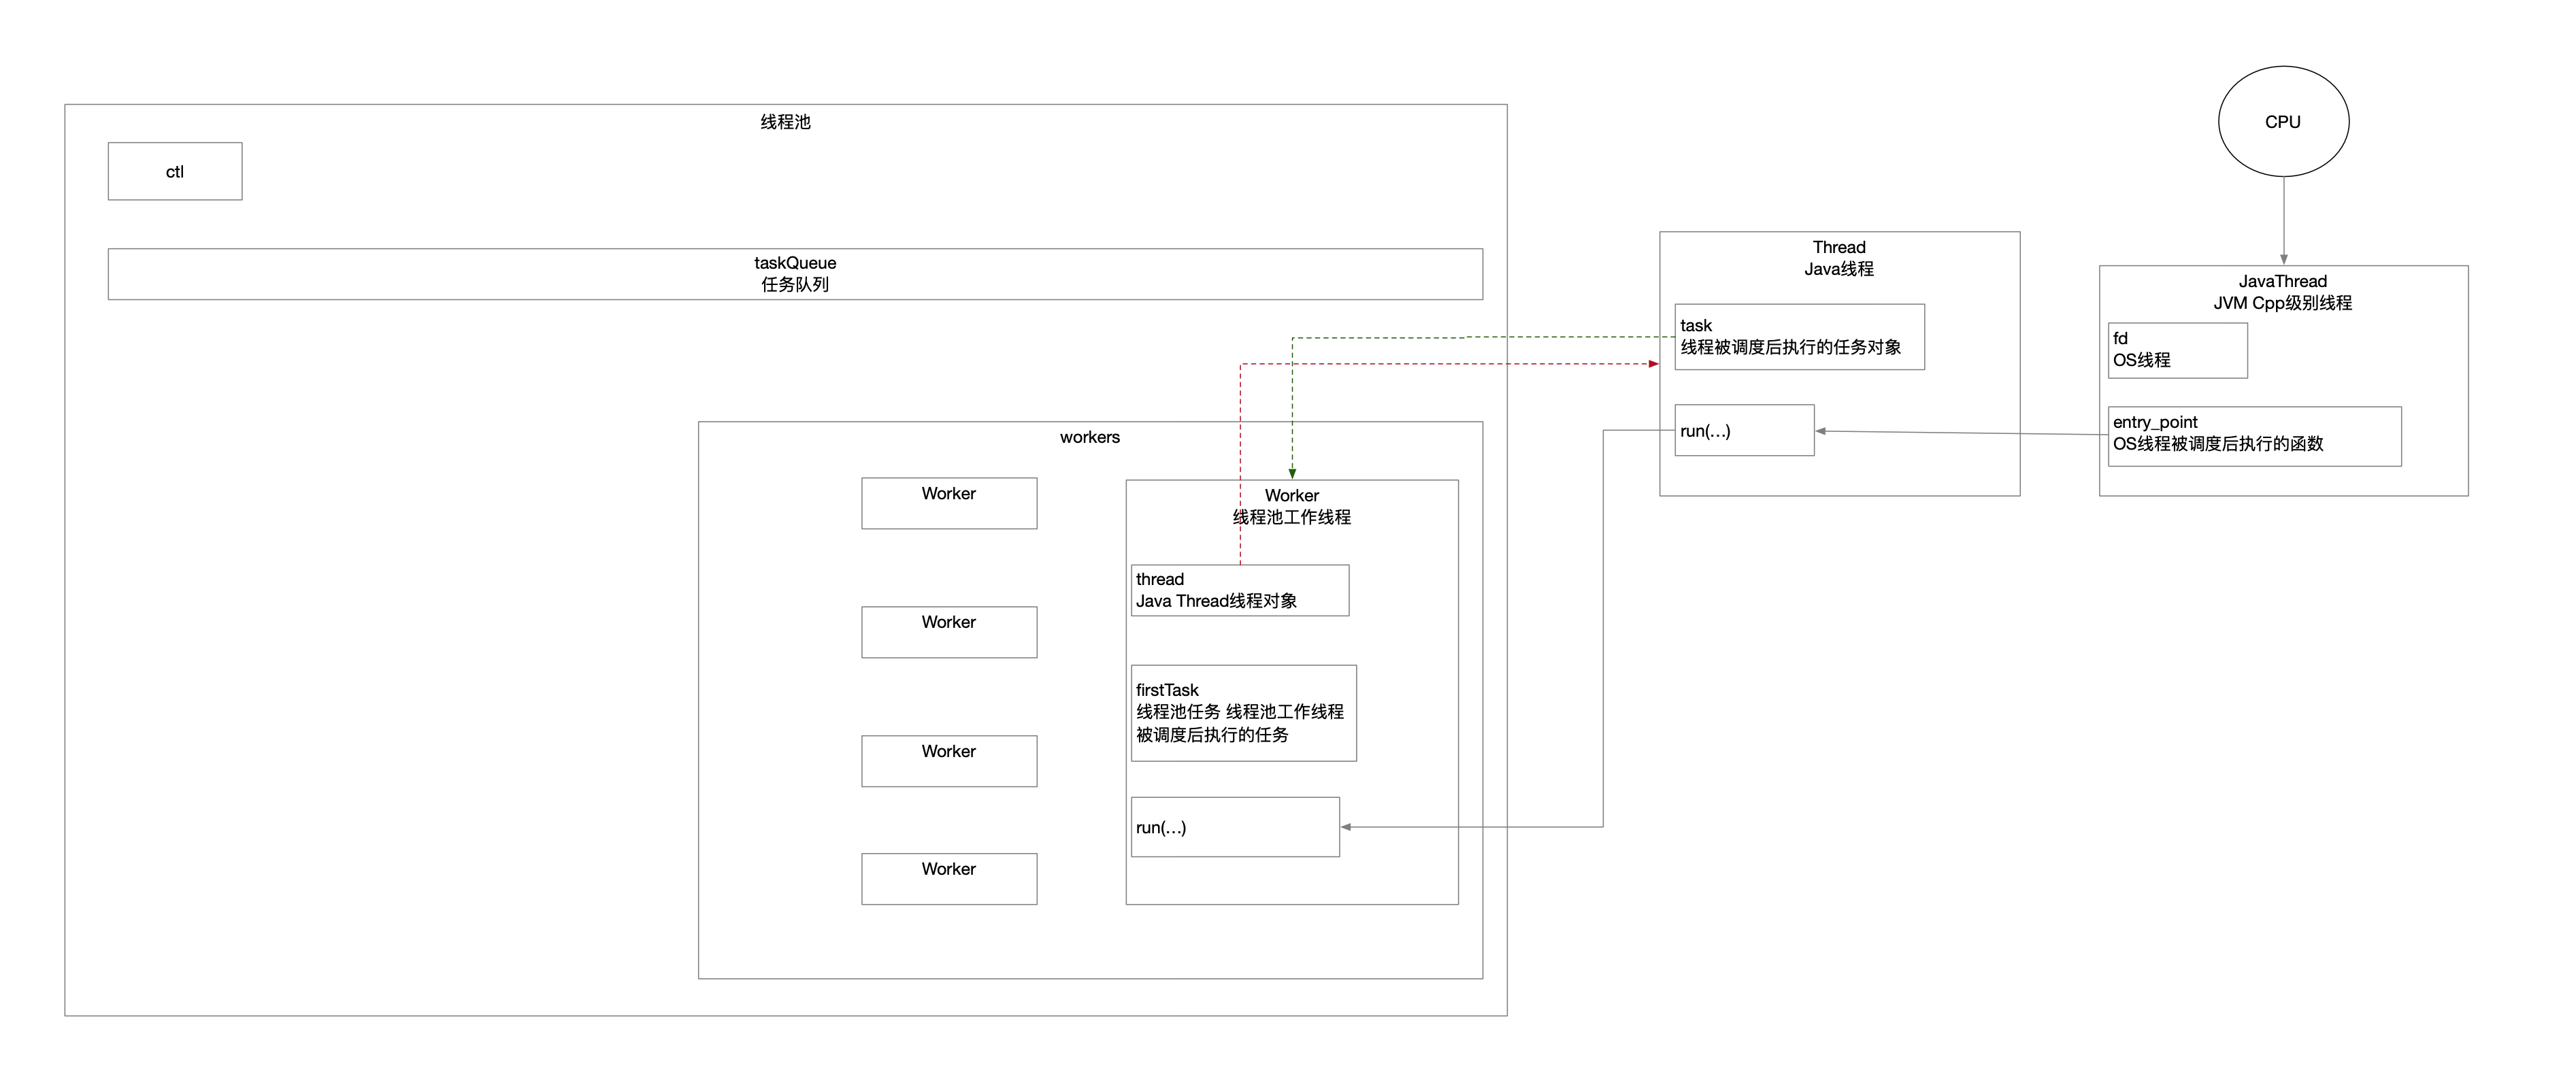 线程池
ctl
taskQueue
任务队列
workers
Worker
Worker
Worker
Worker
Worker
线程池工作线程
thread
Java Thread线程对象
firstTask
线程池任务 线程池工作线程
被调度后执行的任务
run(...)
Thread
Java线程
task
线程被调度后执行的任务对象
run(...)
CPU
JavaThread
JVM Cpp级别线程
fd
OS线程
entry_point
OS线程被调度后执行的函数